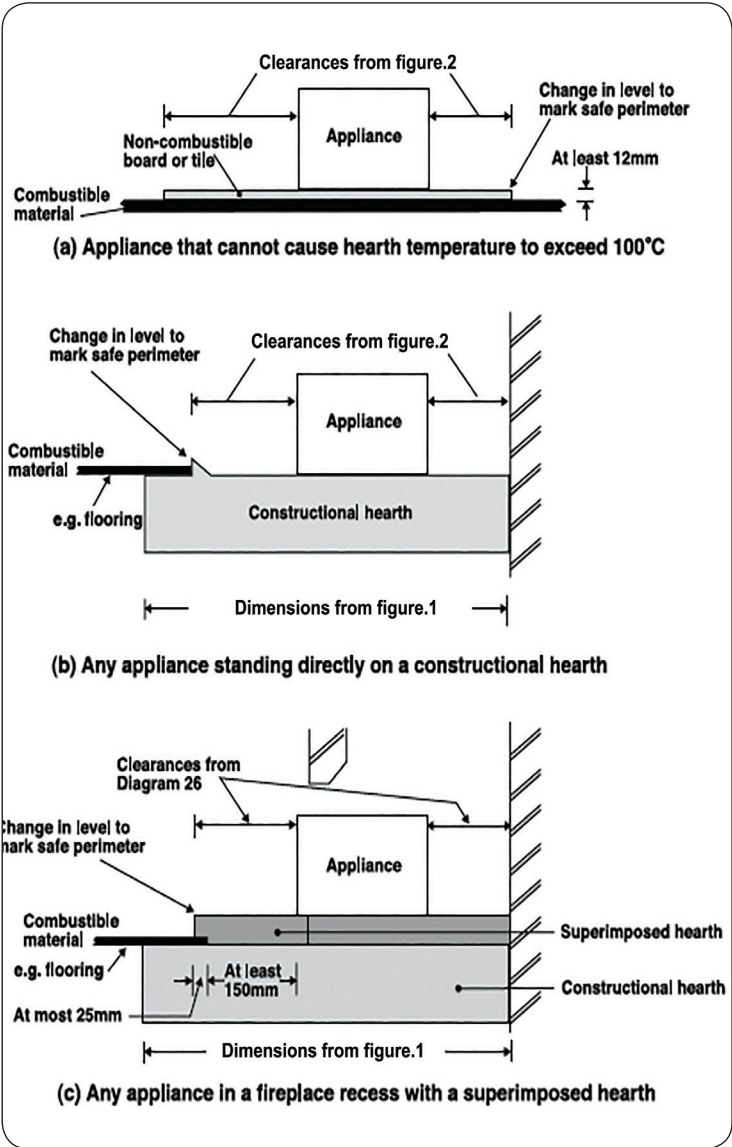 Clearances from figure.2
Change in level to
mark safe perimeter
Appliance
Non-combustible
board or tile
At least 12mm
Combustible
material
(a) Appliance that cannot cause hearth temperature to exceed 100°C
Change in level to
mark safe perimeter
Clearances from figure.2
Appliance
Combustible
material
e.g. flooring
Constructional hearth
Dimensions from figure.1
(b) Any appliance standing directly on a constructional hearth
Clearances from
Diagram 26
Change in level to
mark safe perimeter
Appliance
Combustible
material
Superimposed hearth
e.g. flooring
At least
150mm
Constructional hearth
At most 25mm
Dimensions from figure.1
(c) Any appliance in a fireplace recess with a superimposed hearth